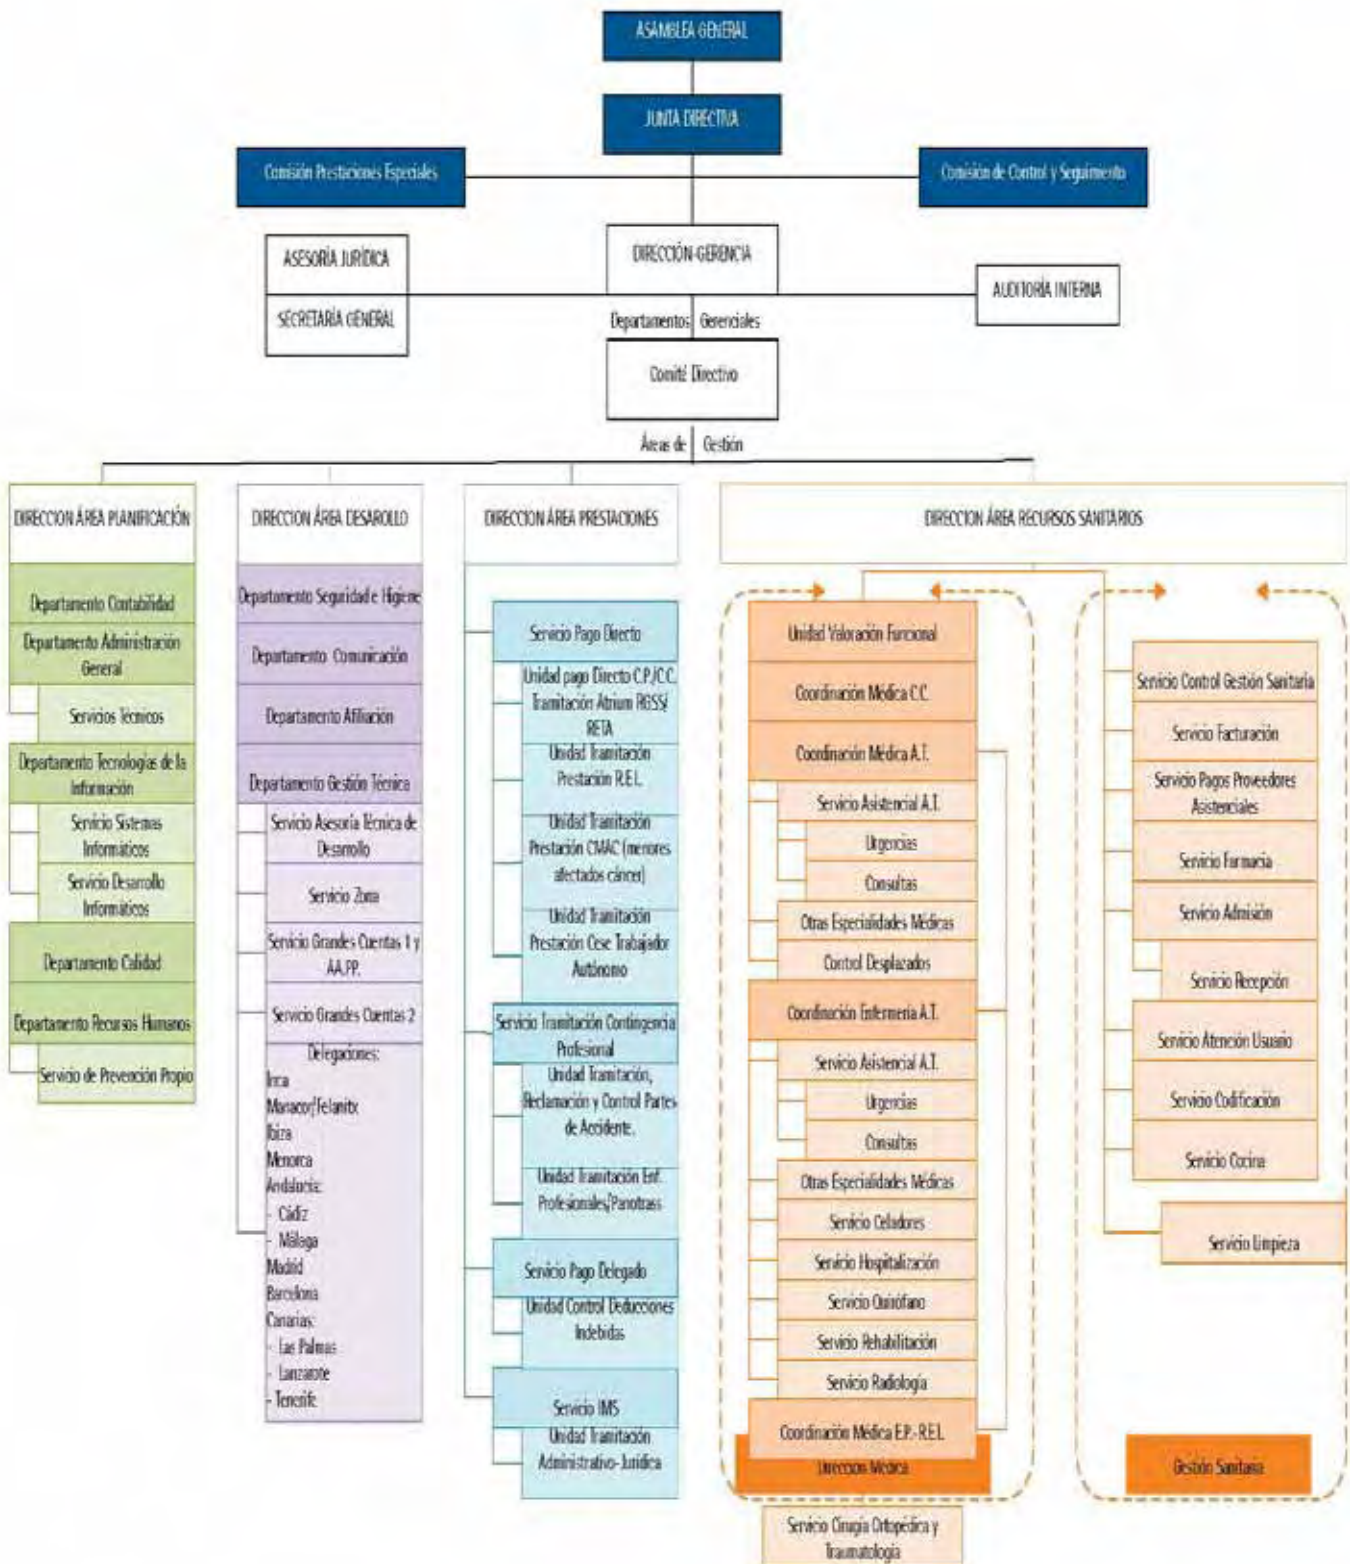 ASAMBLEA GENERAL
JUNTA DIRECTIVA
Comisión Prestaciones Especiales
Comisión de Control y Seguimiento
ASESORÍA JURÍDICA
SECRETARÍA GENERAL
DIRECCIÓN-GERENCIA
AUDITORÍA INTERNA
Departamentos Gerenciales
Comité Directivo
Áreas de Gestión
DIRECCION ÁREA PLANIFICACIÓN
Departamento Contabilidad
Departamento Administración
General
Servicios Técnicos
Departamento Tecnologías de la
Información
Servicio Sistemas
Informáticos
Servicio Desarrollo
Informáticos
Departamento Calidad
Departamento Recursos Humanos
Servicio de Prevención Propio
DIRECCION ÁREA DESAROLLO
Departamento Seguridad e Higiene
Departamento Comunicación
Departamento Afiliación
Departamento Gestión Técnica
Servicio Asesoría Técnica de
Desarrollo
Servicio Zona
Servicio Grandes Cuentas 1 y
AA.PP.
Servicio Grandes Cuentas 2
Delegaciones:
Inca
Manacor/Felanitx
Ibiza
Menorca
Andalucía:
- Cádiz
- Málaga
Madrid
Barcelona
Canarias:
- Las Palmas
- Lanzarote
- Tenerife
DIRECCION ÁREA PRESTACIONES
Servicio Pago Directo
Unidad pago Directo C.P./C.C.
Tramitación Atrium RGSS/
RETA
Unidad Tramitación
Prestación R.E.L.
Unidad Tramitación
Prestación CMAC (menores
afectados cáncer)
Unidad Tramitación
Prestación Cese Trabajador
Autónomo
Servicio Tramitación Contingencia
Profesional
Unidad Tramitación,
Reclamación y Control Partes
de Accidente.
Unidad Tramitación Enf.
Profesionales/Panotrass
Servicio Pago Delegado
Unidad Control Deducciones
Indebidas
Servicio IMS
Unidad Tramitación
Administrativo-Jurídica
DIRECCION ÁREA RECURSOS SANITARIOS
Unidad Valoración Funcional
Coordinación Médica C.C.
Coordinación Médica A.T.
Servicio Asistencial A.T.
Urgencias
Consultas
Otras Especialidades Médicas
Control Desplazados
Coordinación Enfermería A.T.
Servicio Asistencial A.T.
Urgencias
Consultas
Otras Especialidades Médicas
Servicio Celadores
Servicio Hospitalización
Servicio Quirófano
Servicio Rehabilitación
Servicio Radiología
Coordinación Médica E.P.- R.E.L.
Dirección Médica
Servicio Cirugía Ortopédica y
Traumatología
Servicio Control Gestión Sanitaria
Servicio Facturación
Servicio Pagos Proveedores
Asistenciales
Servicio Farmacia
Servicio Admisión
Servicio Recepción
Servicio Atención Usuario
Servicio Codificación
Servicio Cocina
Servicio Limpieza
Gestión Sanitaria